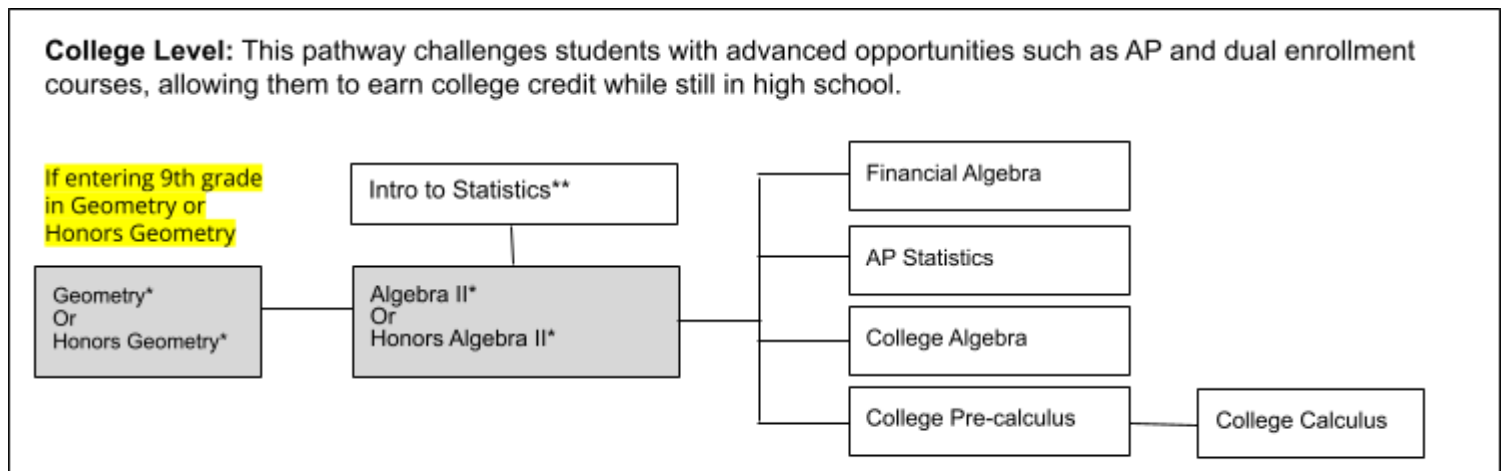 College Level: This pathway challenges students with advanced opportunities such as AP and dual enrollment
courses, allowing them to earn college credit while still in high school.
If entering 9th grade
in Geometry or
Honors Geometry
Geometry*
Or
Honors Geometry*
Intro to Statistics**
Algebra II*
Or
Honors Algebra II*
Financial Algebra
AP Statistics
College Algebra
College Pre-calculus
College Calculus